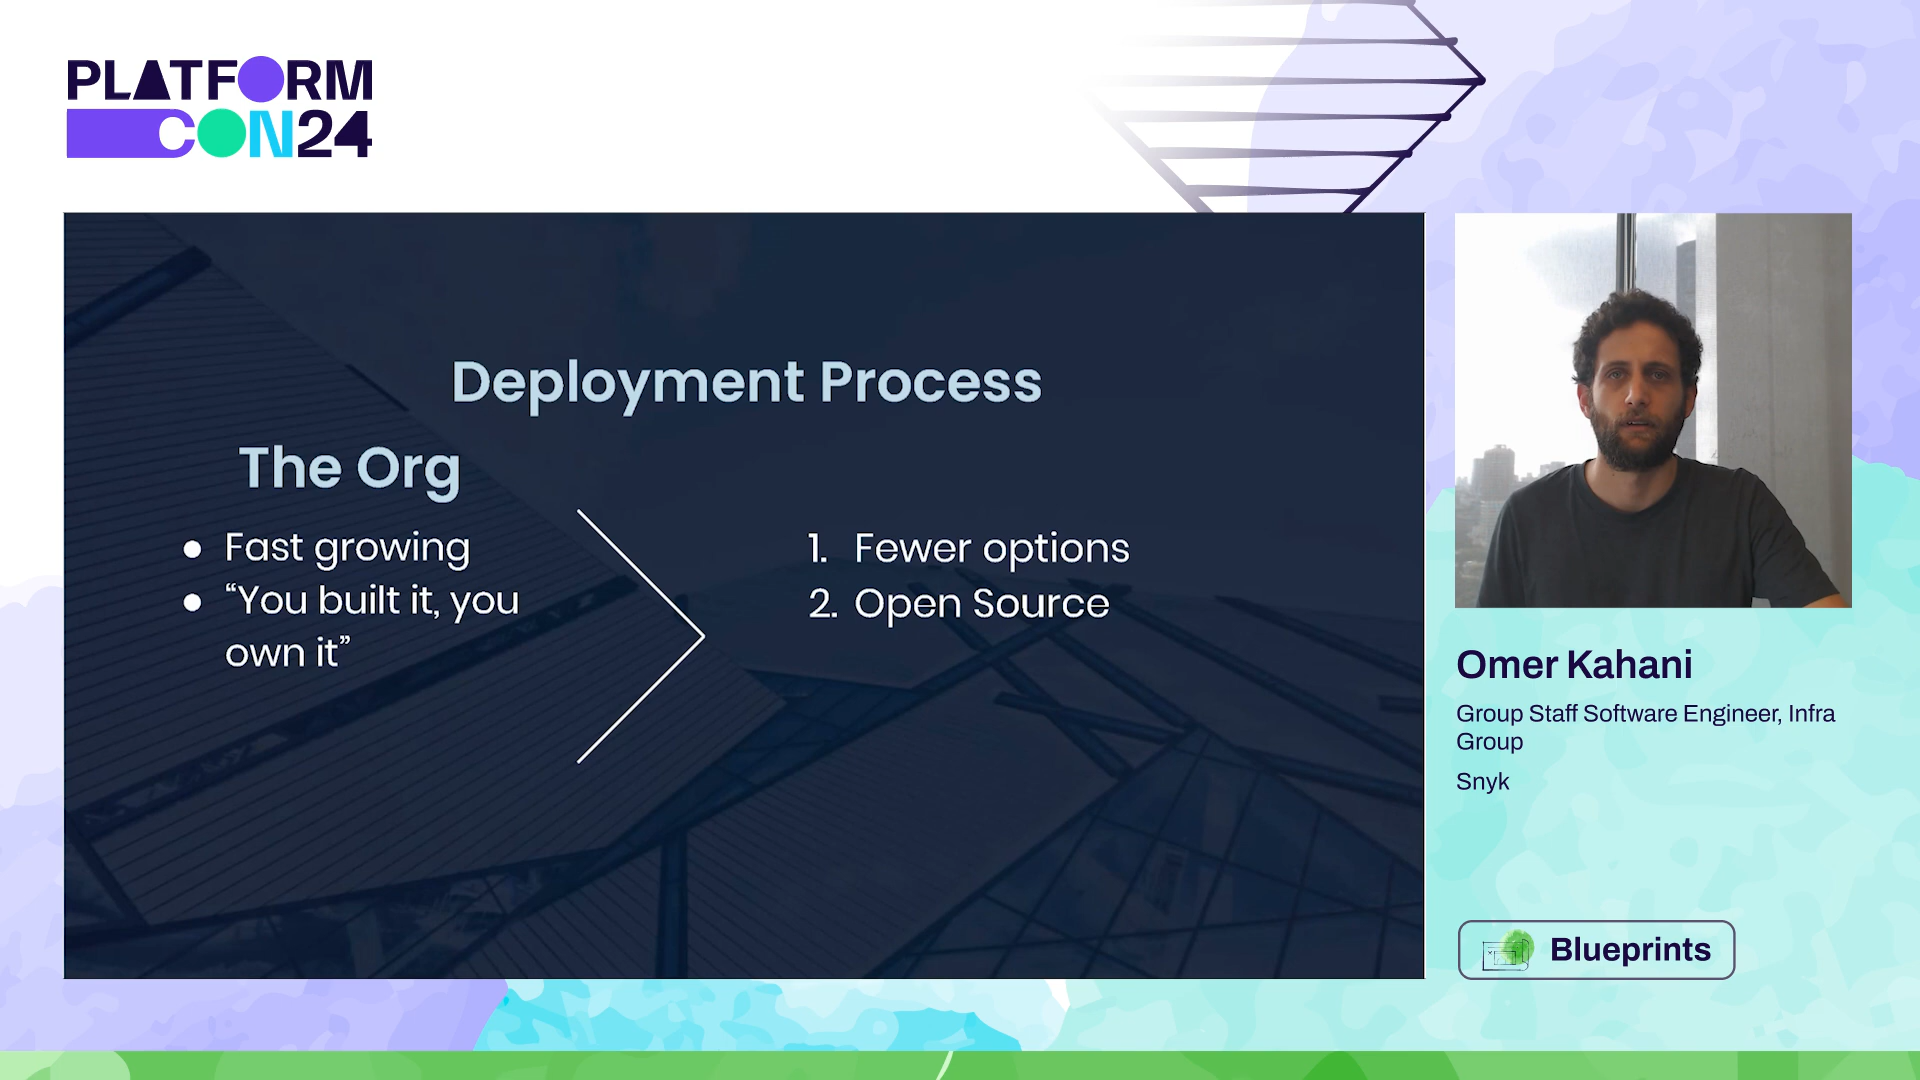 PLATFORM
CON24
Deployment Process
The Org
● Fast growing
● “You built it, you
own it”
1. Fewer options
2. Open Source
Omer Kahani
Group Staff Software Engineer, Infra
Group
Snyk
Blueprints